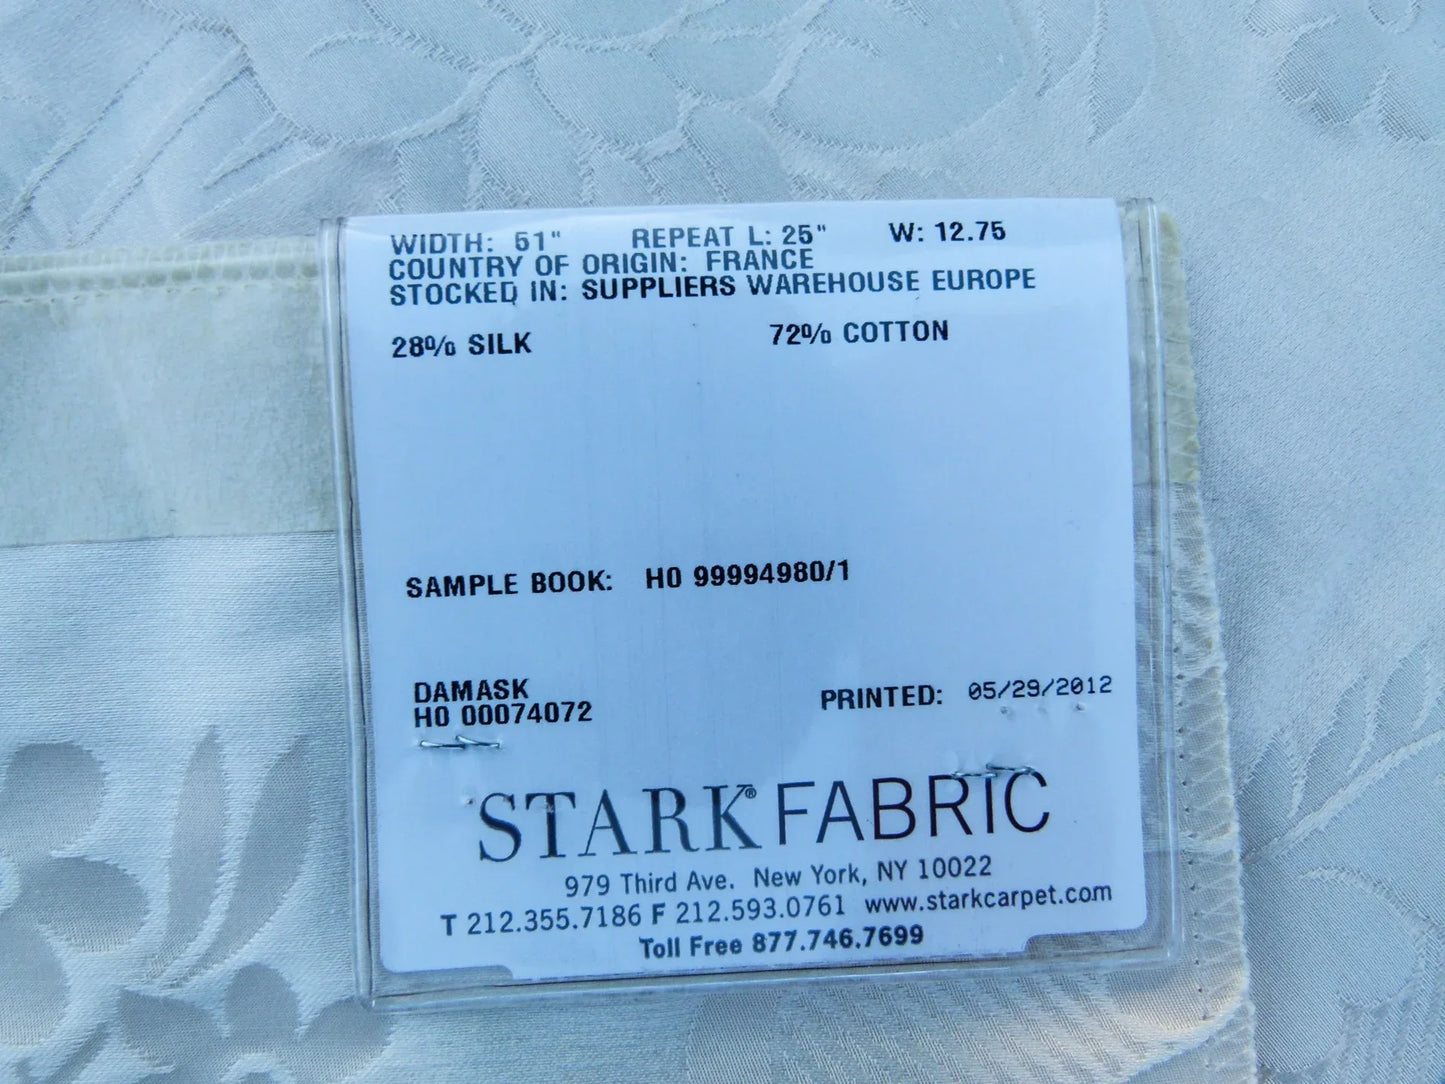 WIDTH: 51" REPEAT L: 25" W: 12.75
COUNTRY OF ORIGIN: FRANCE
STOCKED IN: SUPPLIERS WAREHOUSE EUROPE
28% SILK 72% COTTON
SAMPLE BOOK: HO 99994980/1
DAMASK
HO 00074072
PRINTED: 05/29/2012
STARK® FABRIC
979 Third Ave. New York, NY 10022
T 212.355.7186 F 212.593.0761 www.starkcarpet.com
Toll Free 877.746.7699